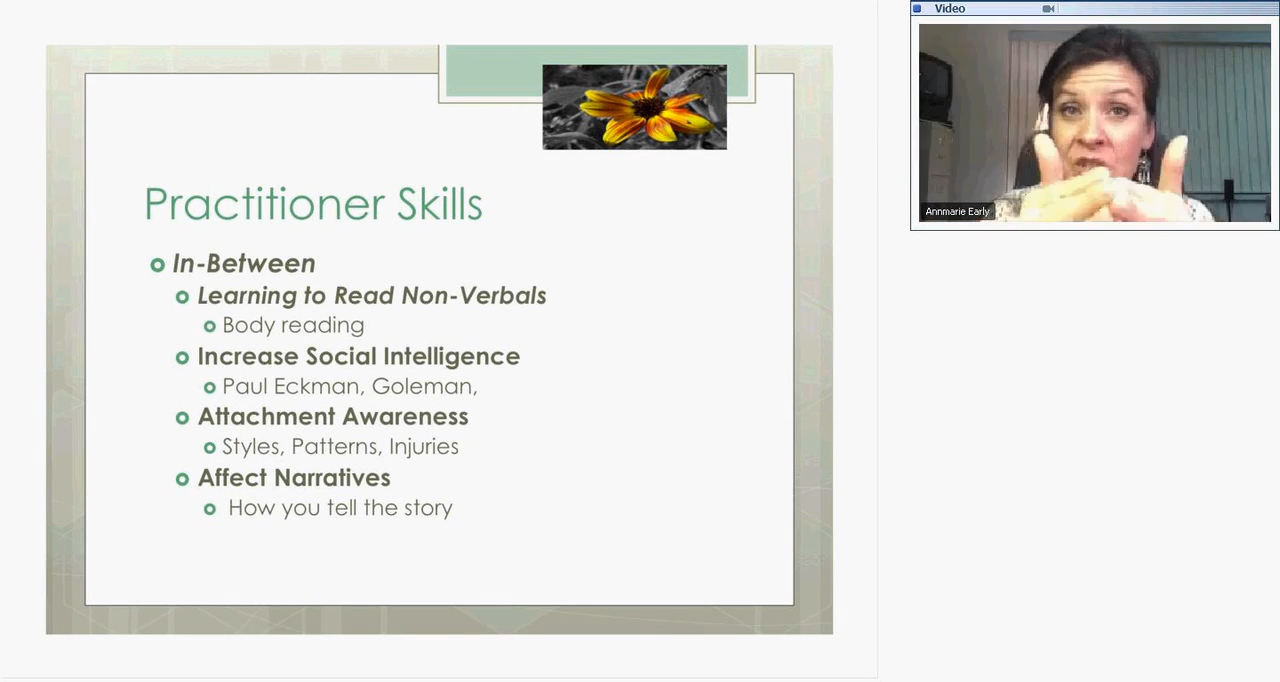 Practitioner Skills
In-Between
Learning to Read Non-Verbals
Body reading
Increase Social Intelligence
Paul Eckman, Goleman,
Attachment Awareness
Styles, Patterns, Injuries
Affect Narratives
How you tell the story
Video
Annmarie Early